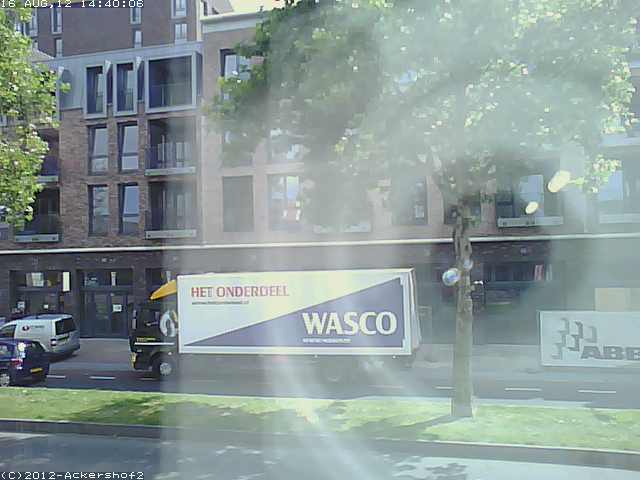 16 AUG,12 14:40:06
HET ONDERDEEL
WASCO
ABB
(C)2012-Ackershof2